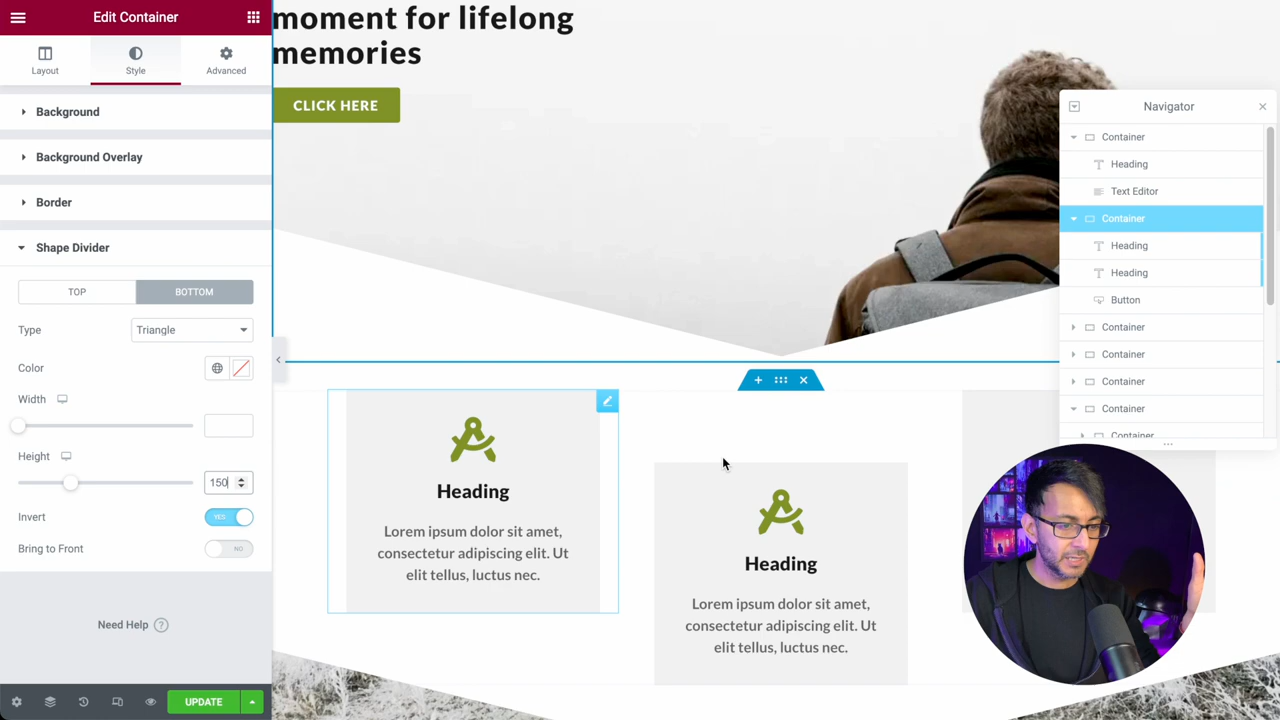 Edit Container
Layout
Style
Advanced
Background
Background Overlay
Border
Shape Divider
TOP
BOTTOM
Type
Triangle
Color
Width
Height
150
Invert
YES
Bring to Front
NO
Need Help ?
UPDATE
moment for lifelong
memories
CLICK HERE
Heading
Lorem ipsum dolor sit amet,
consectetur adipiscing elit. Ut
elit tellus, luctus nec.
Heading
Lorem ipsum dolor sit amet,
consectetur adipiscing elit. Ut
elit tellus, luctus nec.
Navigator
Container
Heading
Text Editor
Container
Heading
Heading
Button
Container
Container
Container
Container
Container